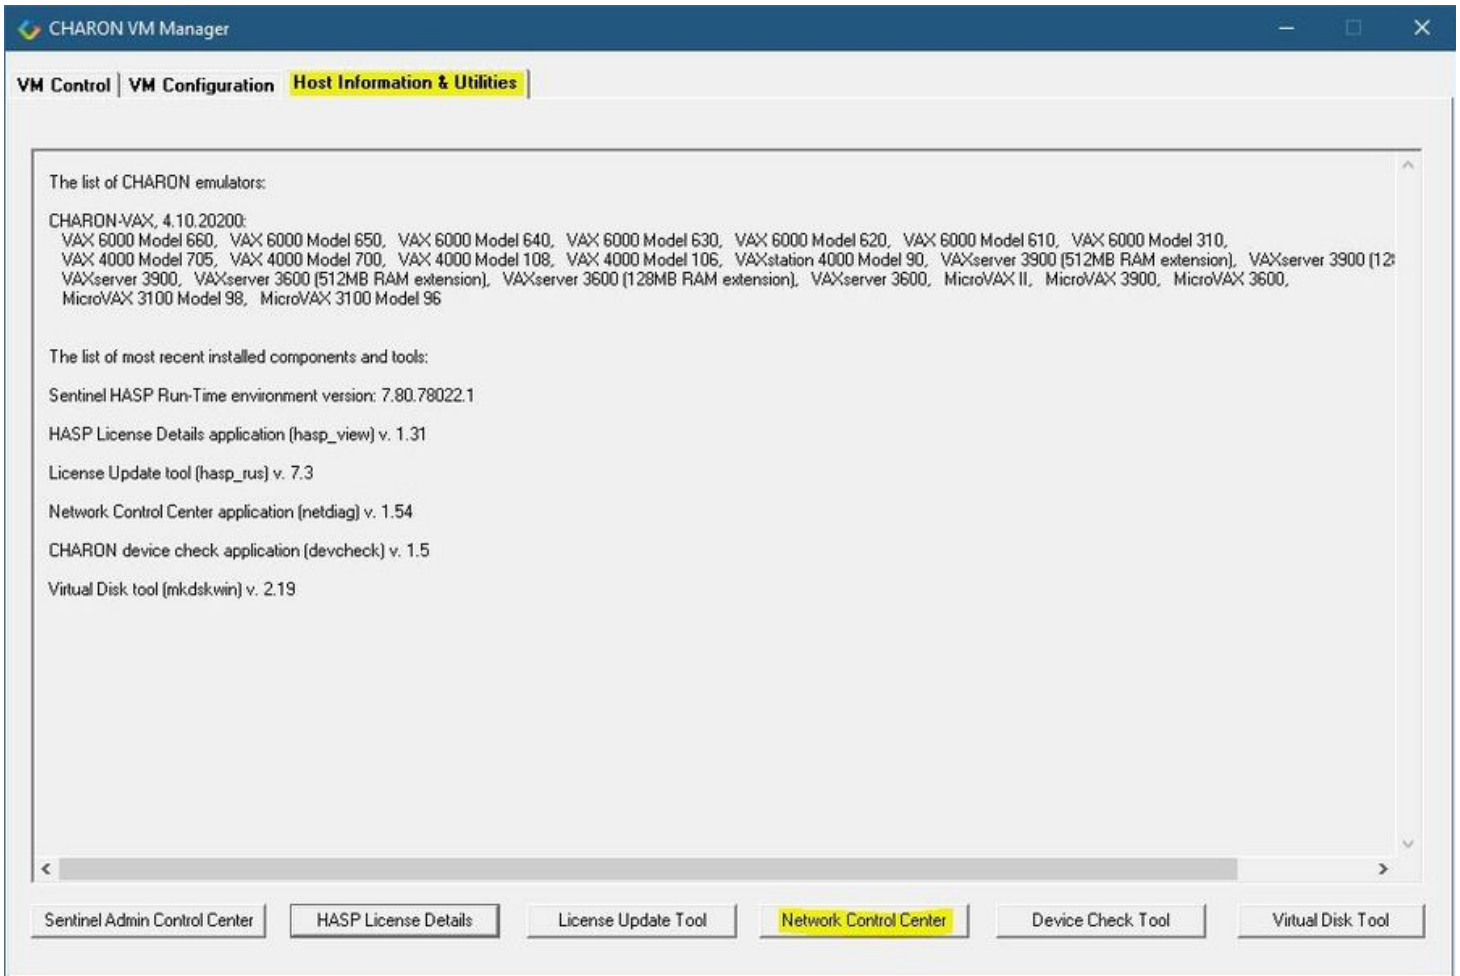 CHARON VM Manager
VM Control
VM Configuration
Host Information & Utilities
The list of CHARON emulators:
CHARON-VAX, 4.10.20200:
VAX 6000 Model 660, VAX 6000 Model 650, VAX 6000 Model 640, VAX 6000 Model 630, VAX 6000 Model 620, VAX 6000 Model 610, VAX 6000 Model 310,
VAX 4000 Model 705, VAX 4000 Model 700, VAX 4000 Model 108, VAX 4000 Model 106, VAXstation 4000 Model 90, VAXserver 3900 (512MB RAM extension), VAXserver 3900 (128
VAXserver 3900, VAXserver 3600 (512MB RAM extension), VAXserver 3600 (128MB RAM extension), VAXserver 3600, MicroVAX II, MicroVAX 3900, MicroVAX 3600,
MicroVAX 3100 Model 98, MicroVAX 3100 Model 96
The list of most recent installed components and tools:
Sentinel HASP Run-Time environment version: 7.80.78022.1
HASP License Details application (hasp_view) v. 1.31
License Update tool (hasp_rus) v. 7.3
Network Control Center application (netdiag) v. 1.54
CHARON device check application (devcheck) v. 1.5
Virtual Disk tool (mkdskwin) v. 2.19
Sentinel Admin Control Center
HASP License Details
License Update Tool
Network Control Center
Device Check Tool
Virtual Disk Tool